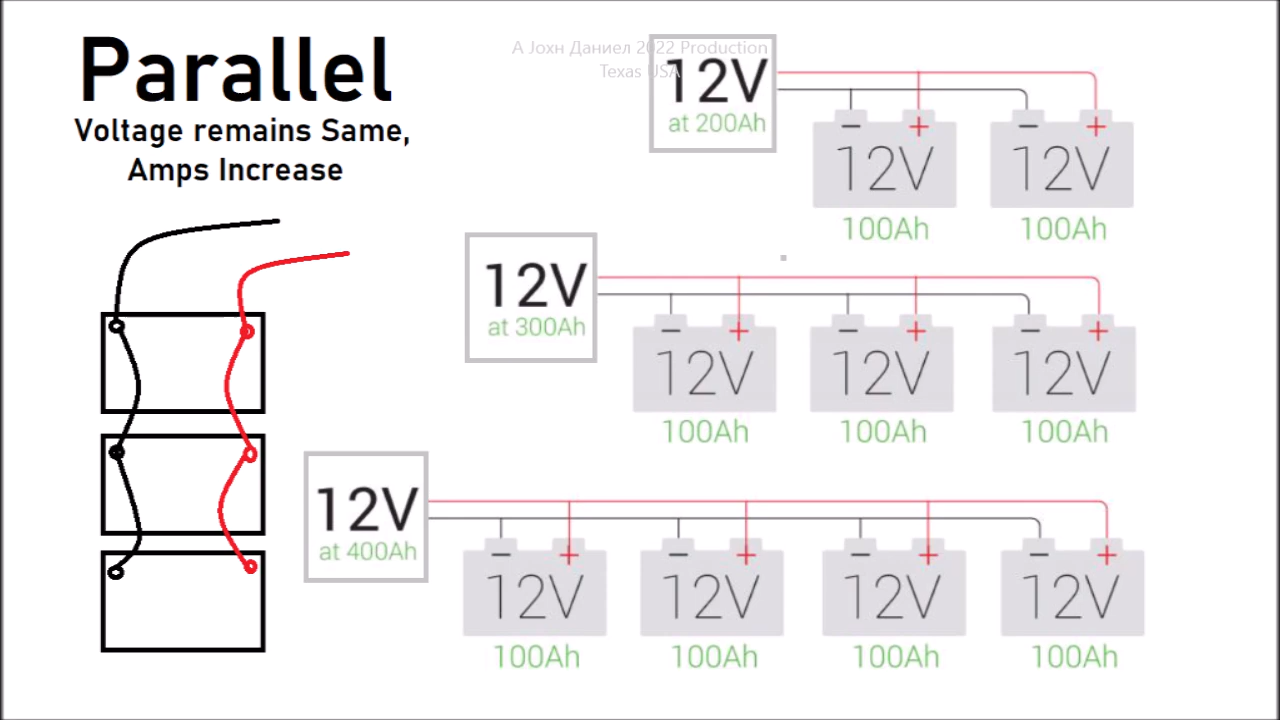 Parallel
Voltage remains Same,
Amps Increase
A Јохн Даниел 2022 Production
Texas USA
12V
at 200Ah
− + − +
12V 12V
100Ah 100Ah
12V
at 300Ah
− + − + − +
12V 12V 12V
100Ah 100Ah 100Ah
12V
at 400Ah
− + − + − + − +
12V 12V 12V 12V
100Ah 100Ah 100Ah 100Ah